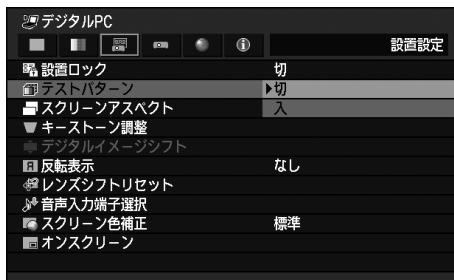 デジタルPC
設置設定
設置ロック 切
テストパターン 切
スクリーンアスペクト 入
キーストーン調整
デジタルイメージシフト
反転表示 なし
レンズシフトリセット
音声入力端子選択
スクリーン色補正 標準
オンスクリーン